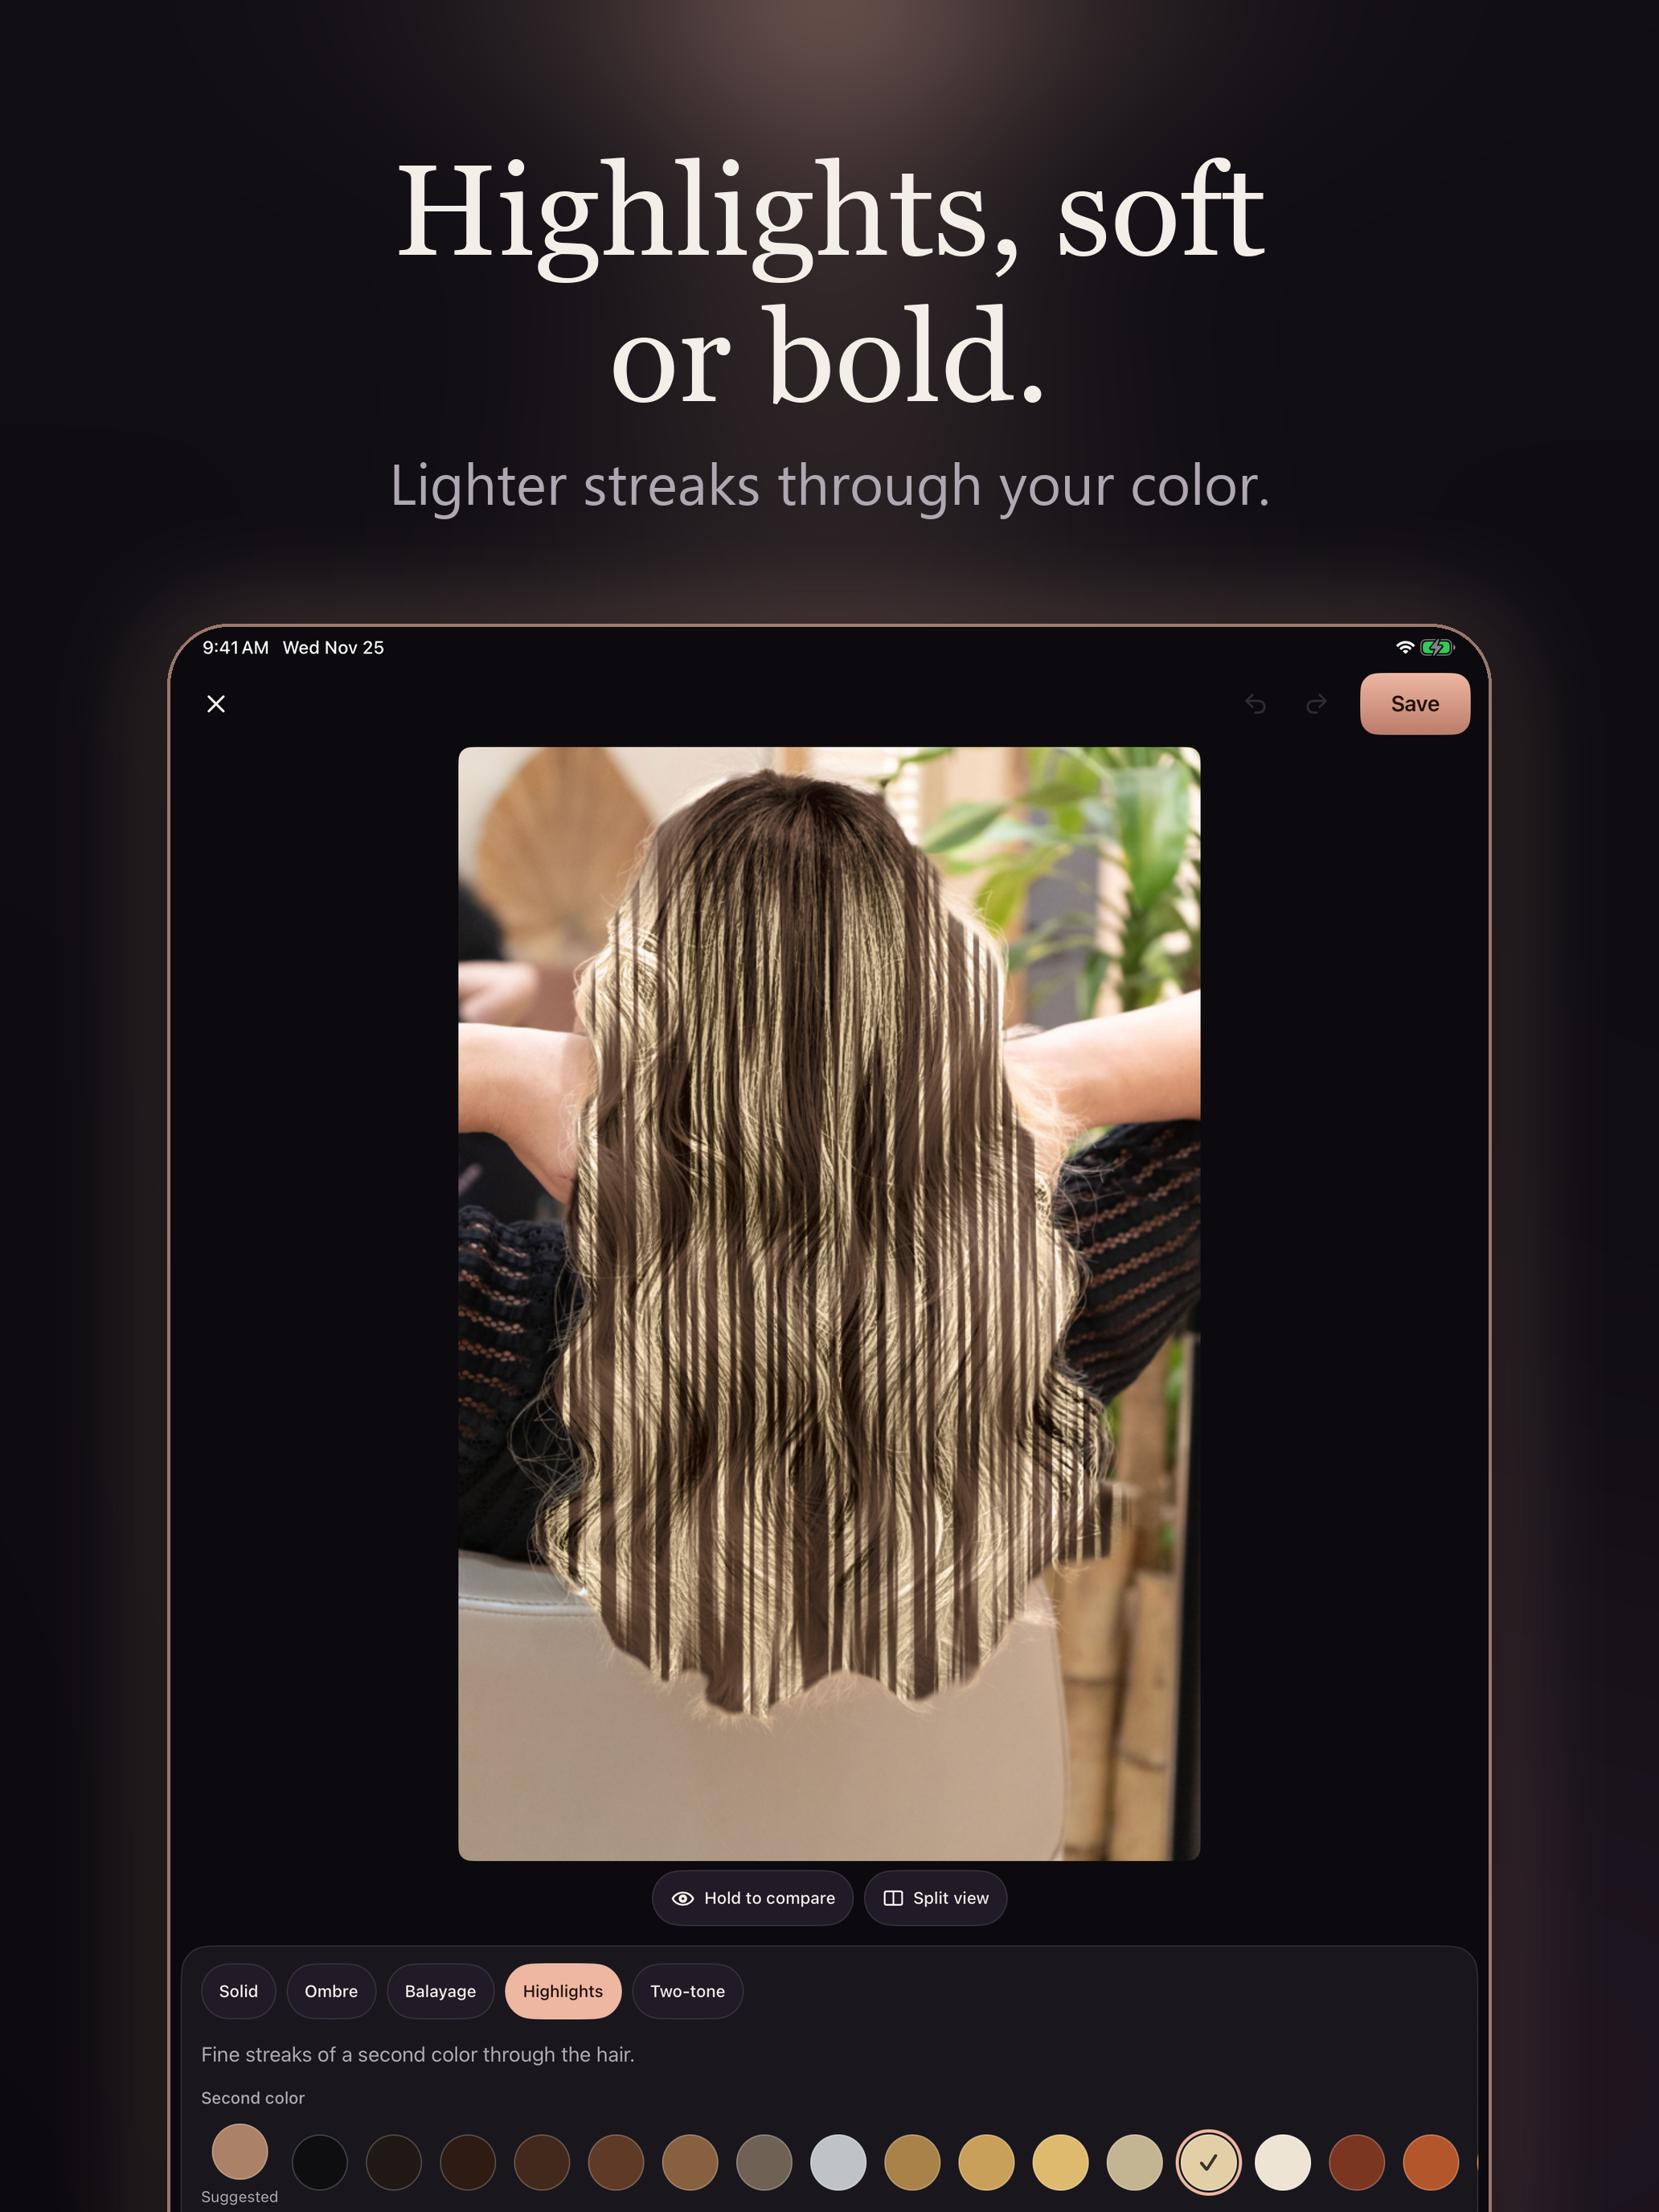 Highlights, soft
or bold.
Lighter streaks through your color.
9:41 AM Wed Nov 25
Save
Hold to compare
Split view
Solid
Ombre
Balayage
Highlights
Two-tone
Fine streaks of a second color through the hair.
Second color
Suggested